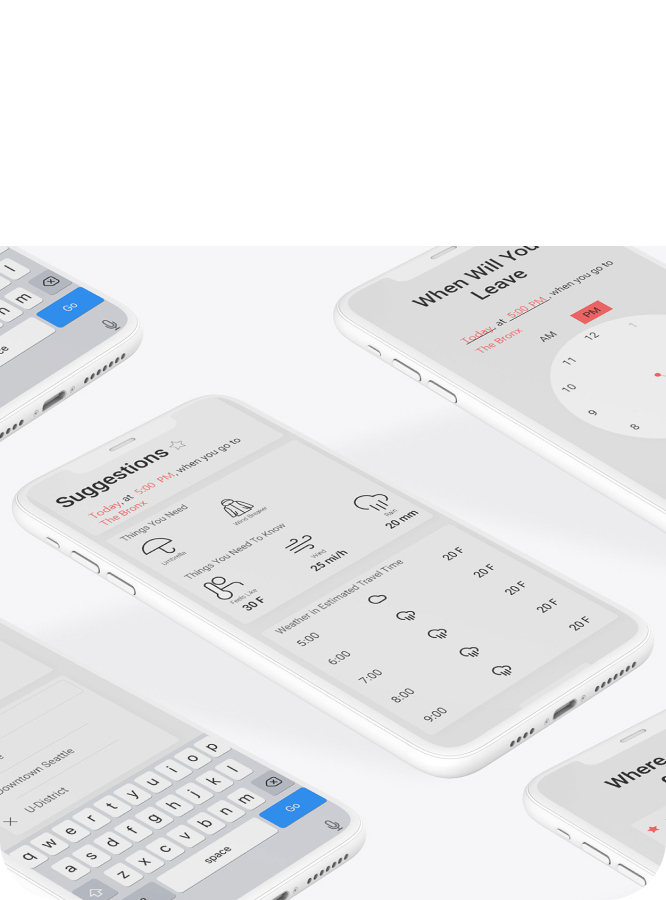 l
n m
Go
When Will You
Leave
Today, at 5:00 PM, when you go to
The Bronx
AM PM
11 12 1
10
9
8
Suggestions
Today, at 5:00 PM, when you go to
The Bronx
Things You Need
Umbrella
Wind Breaker
Things You Need To Know
Feels Like
30 F
Wind
25 mi/h
Rain
20 mm
Weather in Estimated Travel Time
5:00 20 F
6:00 20 F
7:00 20 F
8:00 20 F
9:00 20 F
Downtown Seattle
U-District
q w e r t y u i o p
a s d f g h j k l
z x c v b n m
space Go
Where